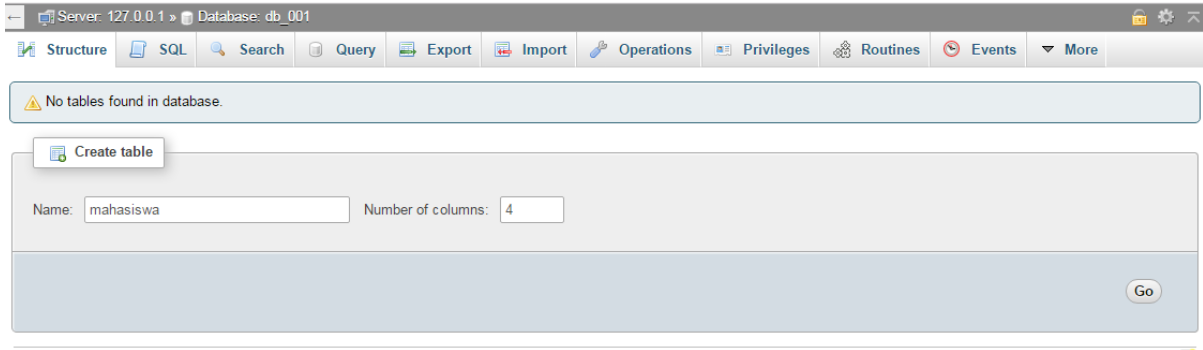 Server: 127.0.0.1 » Database: db_001
Structure SQL Search Query Export Import Operations Privileges Routines Events More
No tables found in database.
Create table
Name: mahasiswa Number of columns: 4
Go